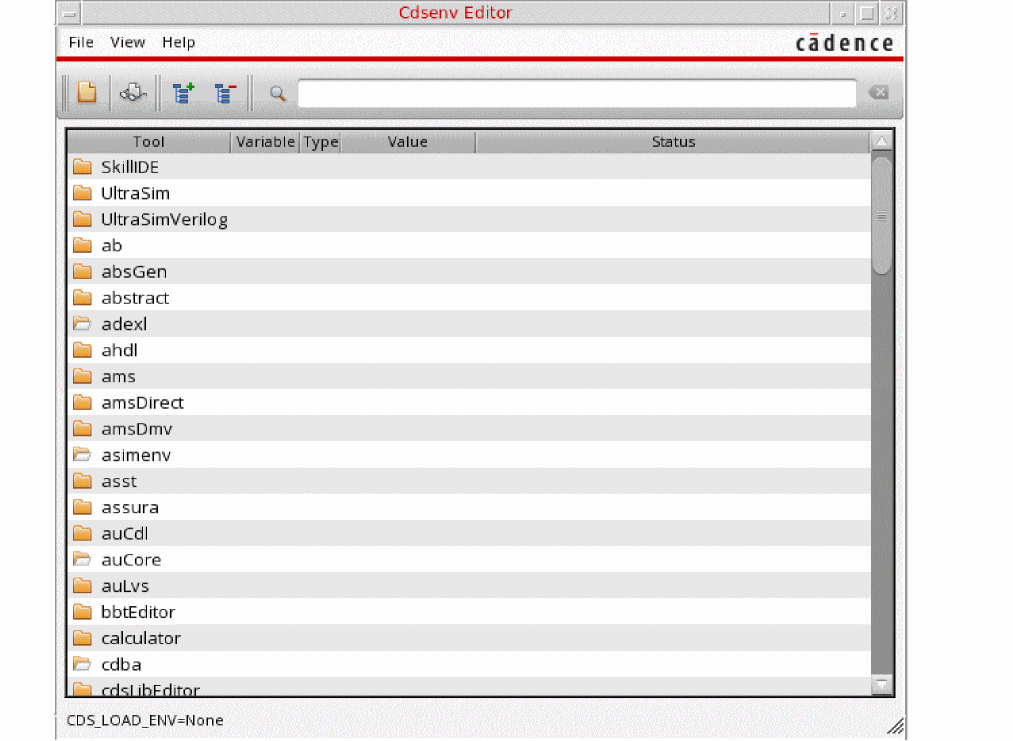 Cdsenv Editor
File View Help
cādence
Tool Variable Type Value Status
SkillIDE
UltraSim
UltraSimVerilog
ab
absGen
abstract
adexl
ahdl
ams
amsDirect
amsDmv
asimenv
asst
assura
auCdl
auCore
auLvs
bbtEditor
calculator
cdba
cdsLibEditor
CDS_LOAD_ENV=None